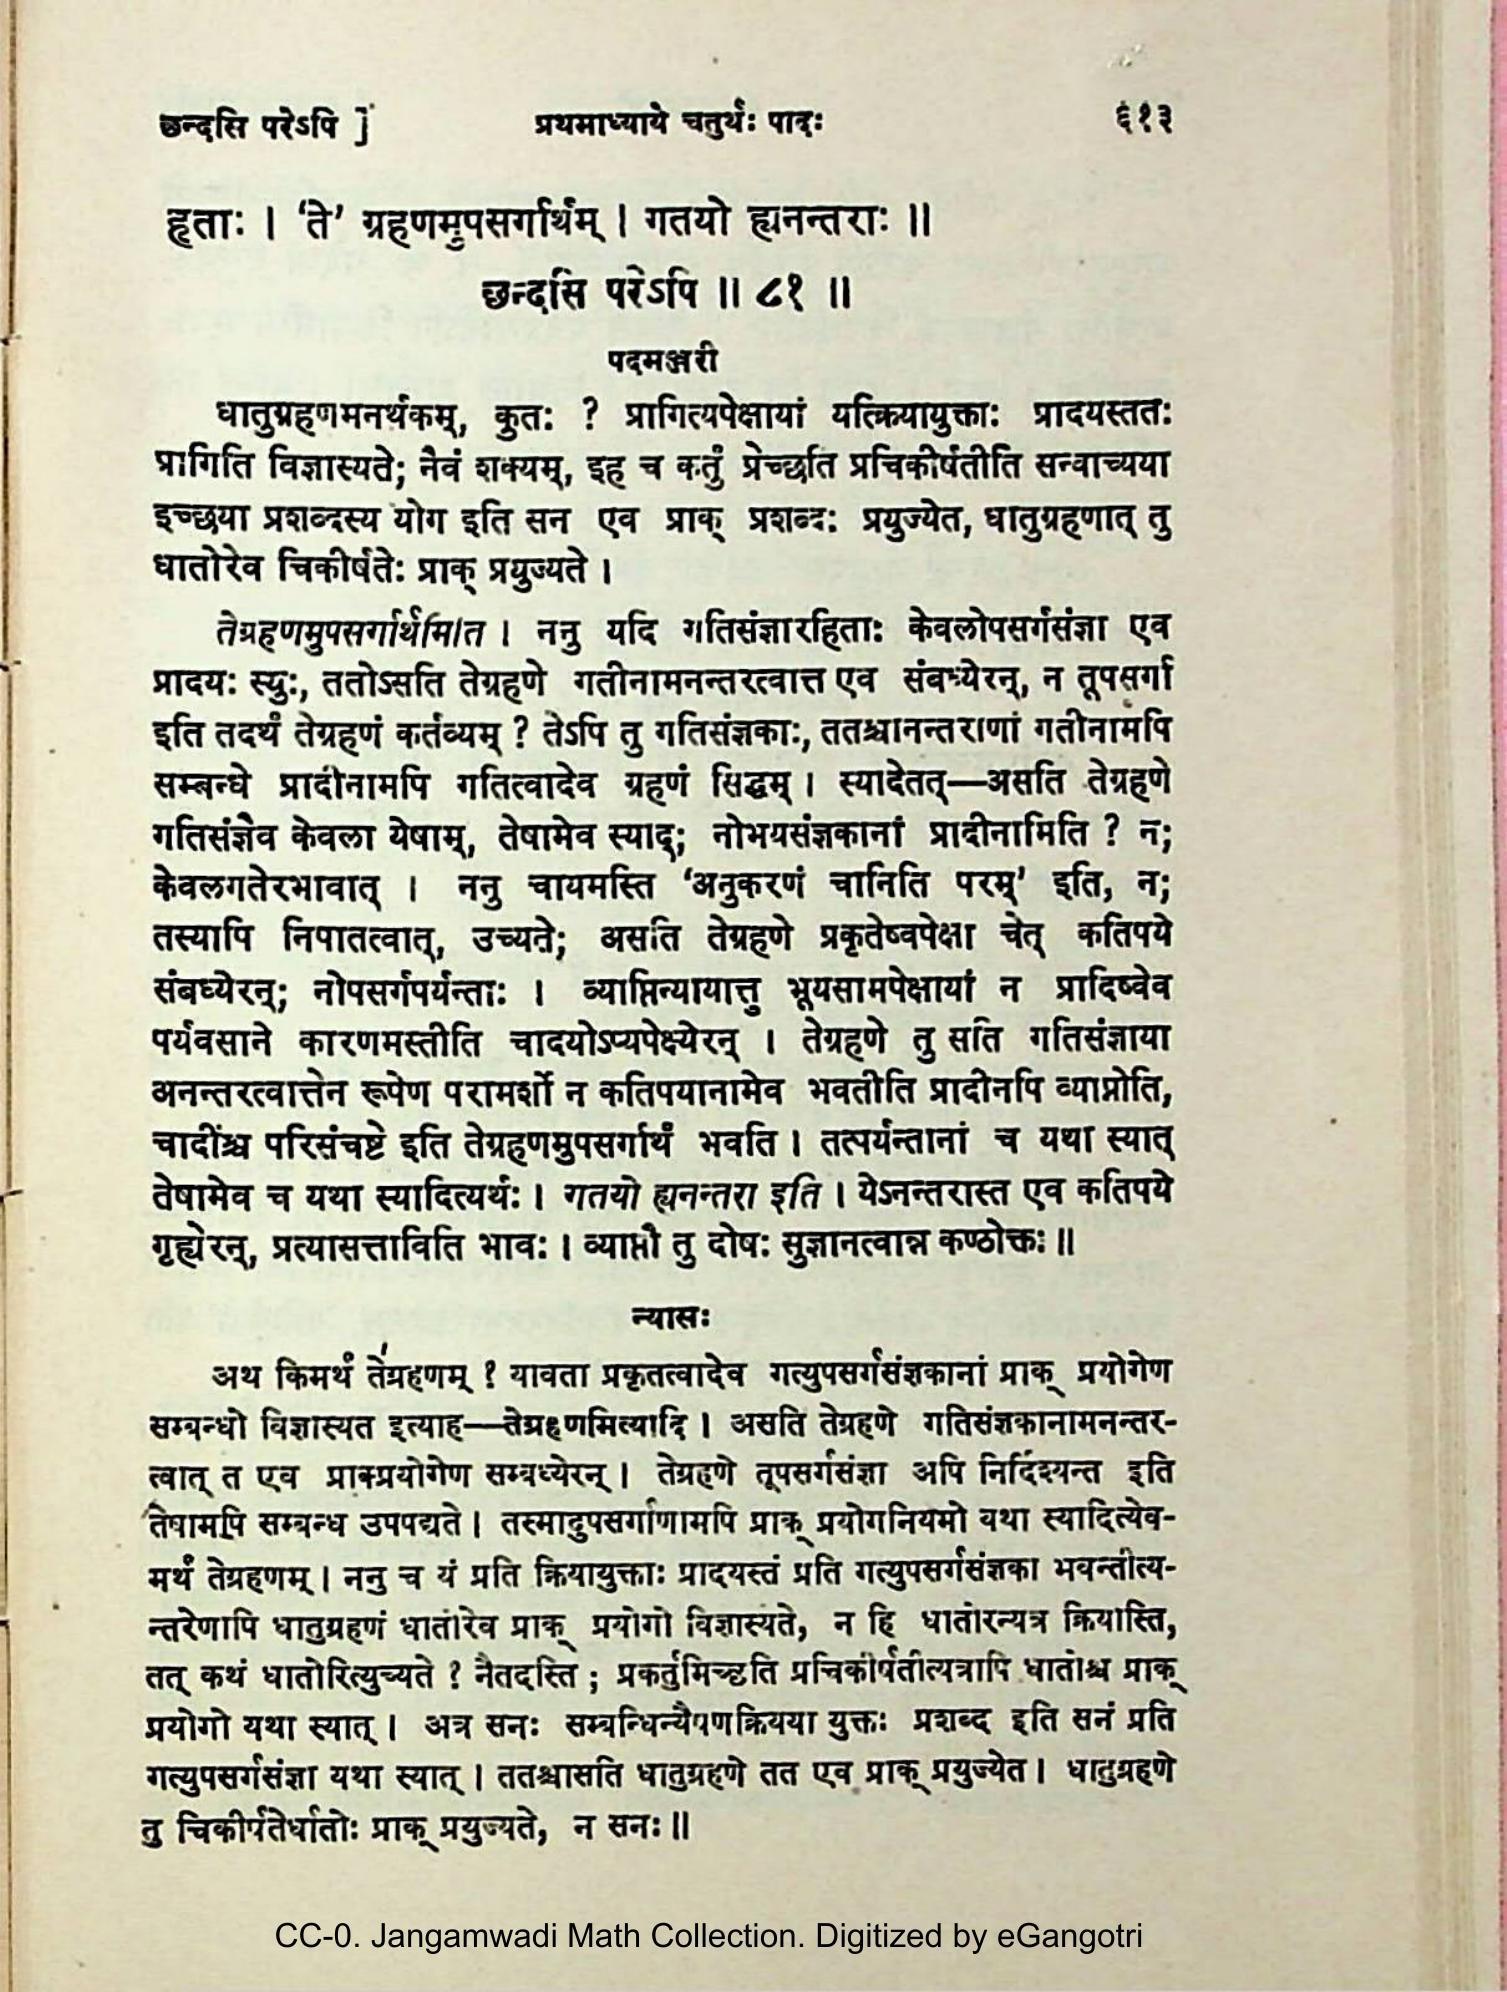 छन्दसि परेऽपि ] प्रथमाध्याये चतुर्थः पादः ६१३
हृताः । ‘ते’ ग्रहणमुपसर्गार्थम् । गतयो ह्यनन्तराः ॥
छन्दसि परेऽपि ॥ ८१ ॥
पदमञ्जरी
धातुग्रहणमनर्थकम्, कुतः ? प्रागित्यपेक्षायां यत्क्रियायुक्ताः प्रादयस्ततः
प्रागिति विज्ञास्यते; नैवं शक्यम्, इह च कर्तुं प्रेच्छति प्रचिकीर्षतीति सन्वाच्यया
इच्छया प्रशब्दस्य योग इति सन एव प्राक् प्रशब्दः प्रयुज्येत, धातुग्रहणात् तु
धातोरेव चिकीर्षतेः प्राक् प्रयुज्यते ।
तेग्रहणमुपसर्गार्थमिति । ननु यदि गतिसंज्ञारहिताः केवलोपसर्गसंज्ञा एव
प्रादयः स्युः, ततोऽसति तेग्रहणे गतीनामनन्तरत्वात्त एव संबध्येरन्, न तूपसर्गा
इति तदर्थं तेग्रहणं कर्तव्यम् ? तेऽपि तु गतिसंज्ञकाः, ततश्चानन्तराणां गतीनामपि
सम्बन्धे प्रादीनामपि गतित्वादेव ग्रहणं सिद्धम् । स्यादेतत्—असति तेग्रहणे
गतिसंज्ञैव केवला येषाम्, तेषामेव स्याद्; नोभयसंज्ञकानां प्रादीनामिति ? न;
केवलगतेरभावात् । ननु चायमस्ति ‘अनुकरणं चानिति परम्’ इति, न;
तस्यापि निपातत्वात्, उच्यते; असति तेग्रहणे प्रकृतेष्वपेक्षा चेत् कतिपये
संबध्येरन्; नोपसर्गपर्यन्ताः । व्याप्तिन्यायात्तु भूयसामपेक्षायां न प्रादिष्वेव
पर्यवसाने कारणमस्तीति चादयोऽप्यपेक्ष्येरन् । तेग्रहणे तु सति गतिसंज्ञाया
अनन्तरत्वात्तेन रूपेण परामर्शो न कतिपयानामेव भवतीति प्रादीनपि व्याप्नोति,
चादींश्च परिसंचष्टे इति तेग्रहणमुपसर्गार्थं भवति । तत्पर्यन्तानां च यथा स्यात्
तेषामेव च यथा स्यादित्यर्थः । गतयो ह्यनन्तरा इति । येऽनन्तरास्त एव कतिपये
गृह्येरन्, प्रत्यासत्ताविति भावः । व्याप्तौ तु दोषः सुज्ञानत्वान्न कण्ठोक्तः ॥
न्यासः
अथ किमर्थं तेग्रहणम् ? यावता प्रकृतत्वादेव गत्युपसर्गसंज्ञकानां प्राक् प्रयोगेण
सम्बन्धो विज्ञास्यत इत्याह—तेग्रहणमित्यादि । असति तेग्रहणे गतिसंज्ञकानामनन्तर-
त्वात् त एव प्राक्प्रयोगेण सम्बध्येरन् । तेग्रहणे तूपसर्गसंज्ञा अपि निर्दिश्यन्त इति
तेषामपि सम्बन्ध उपपद्यते । तस्मादुपसर्गाणामपि प्राक् प्रयोगनियमो यथा स्यादित्येव-
मर्थं तेग्रहणम् । ननु च यं प्रति क्रियायुक्ताः प्रादयस्तं प्रति गत्युपसर्गसंज्ञका भवन्तीत्य-
न्तरेणापि धातुग्रहणं धातोरेव प्राक् प्रयोगो विज्ञास्यते, न हि धातोरन्यत्र क्रियास्ति,
तत् कथं धातोरित्युच्यते ? नैतदस्ति ; प्रकर्तुमिच्छति प्रचिकीर्षतीत्यत्रापि धातोश्च प्राक्
प्रयोगो यथा स्यात् । अत्र सनः सम्बन्धिन्यैषणक्रियया युक्तः प्रशब्द इति सनं प्रति
गत्युपसर्गसंज्ञा यथा स्यात् । ततश्चासति धातुग्रहणे तत एव प्राक् प्रयुज्येत । धातुग्रहणे
तु चिकीर्षतेर्धातोः प्राक् प्रयुज्यते, न सनः ॥
CC-0. Jangamwadi Math Collection. Digitized by eGangotri